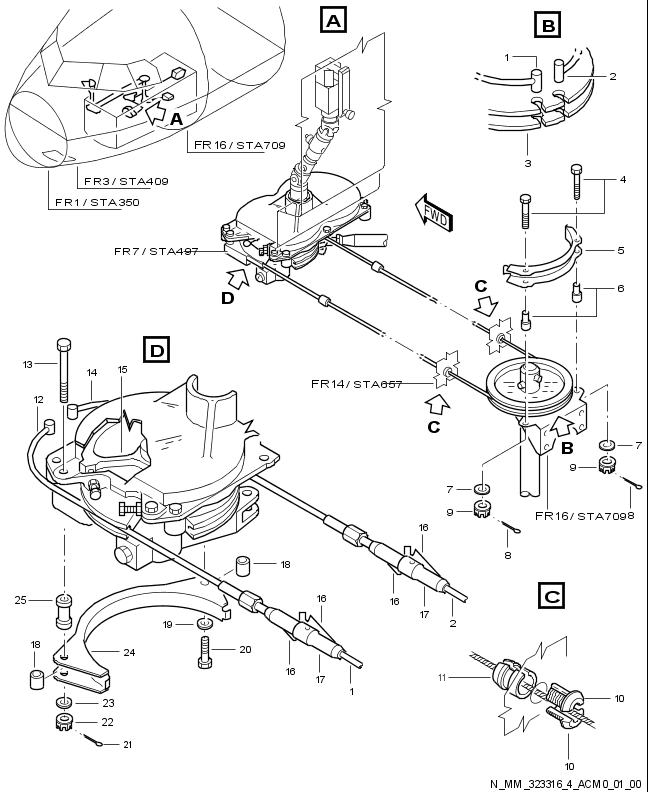 A
B
1
2
3
A
FR16/STA709
FR3/STA409
FR1/STA350
4
FWD
FR7/STA497
5
C
D
6
13
D
14
15
FR14/STA657
12
C
B
7
7
9
9
FR16/STA709
8
8
16
18
25
16
16
17
2
19
18
24
20
16
17
1
23
22
21
C
11
10
10
N_MM_323316_4_ACM0_01_00